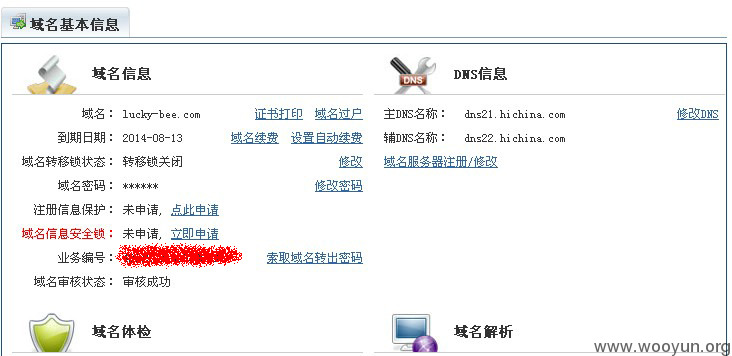 域名基本信息
域名信息
域名: lucky-bee.com 证书打印 域名过户
到期日期: 2014-08-13 域名续费 设置自动续费
域名转移锁状态: 转移锁关闭 修改
域名密码: ****** 修改密码
注册信息保护: 未申请, 点此申请
域名信息安全锁: 未申请, 立即申请
业务编号: 索取域名转出密码
域名审核状态: 审核成功
DNS
DNS信息
主DNS名称: dns21.hichina.com 修改DNS
辅DNS名称: dns22.hichina.com
域名服务器注册/修改
域名体检
域名解析
www.wooyun.org